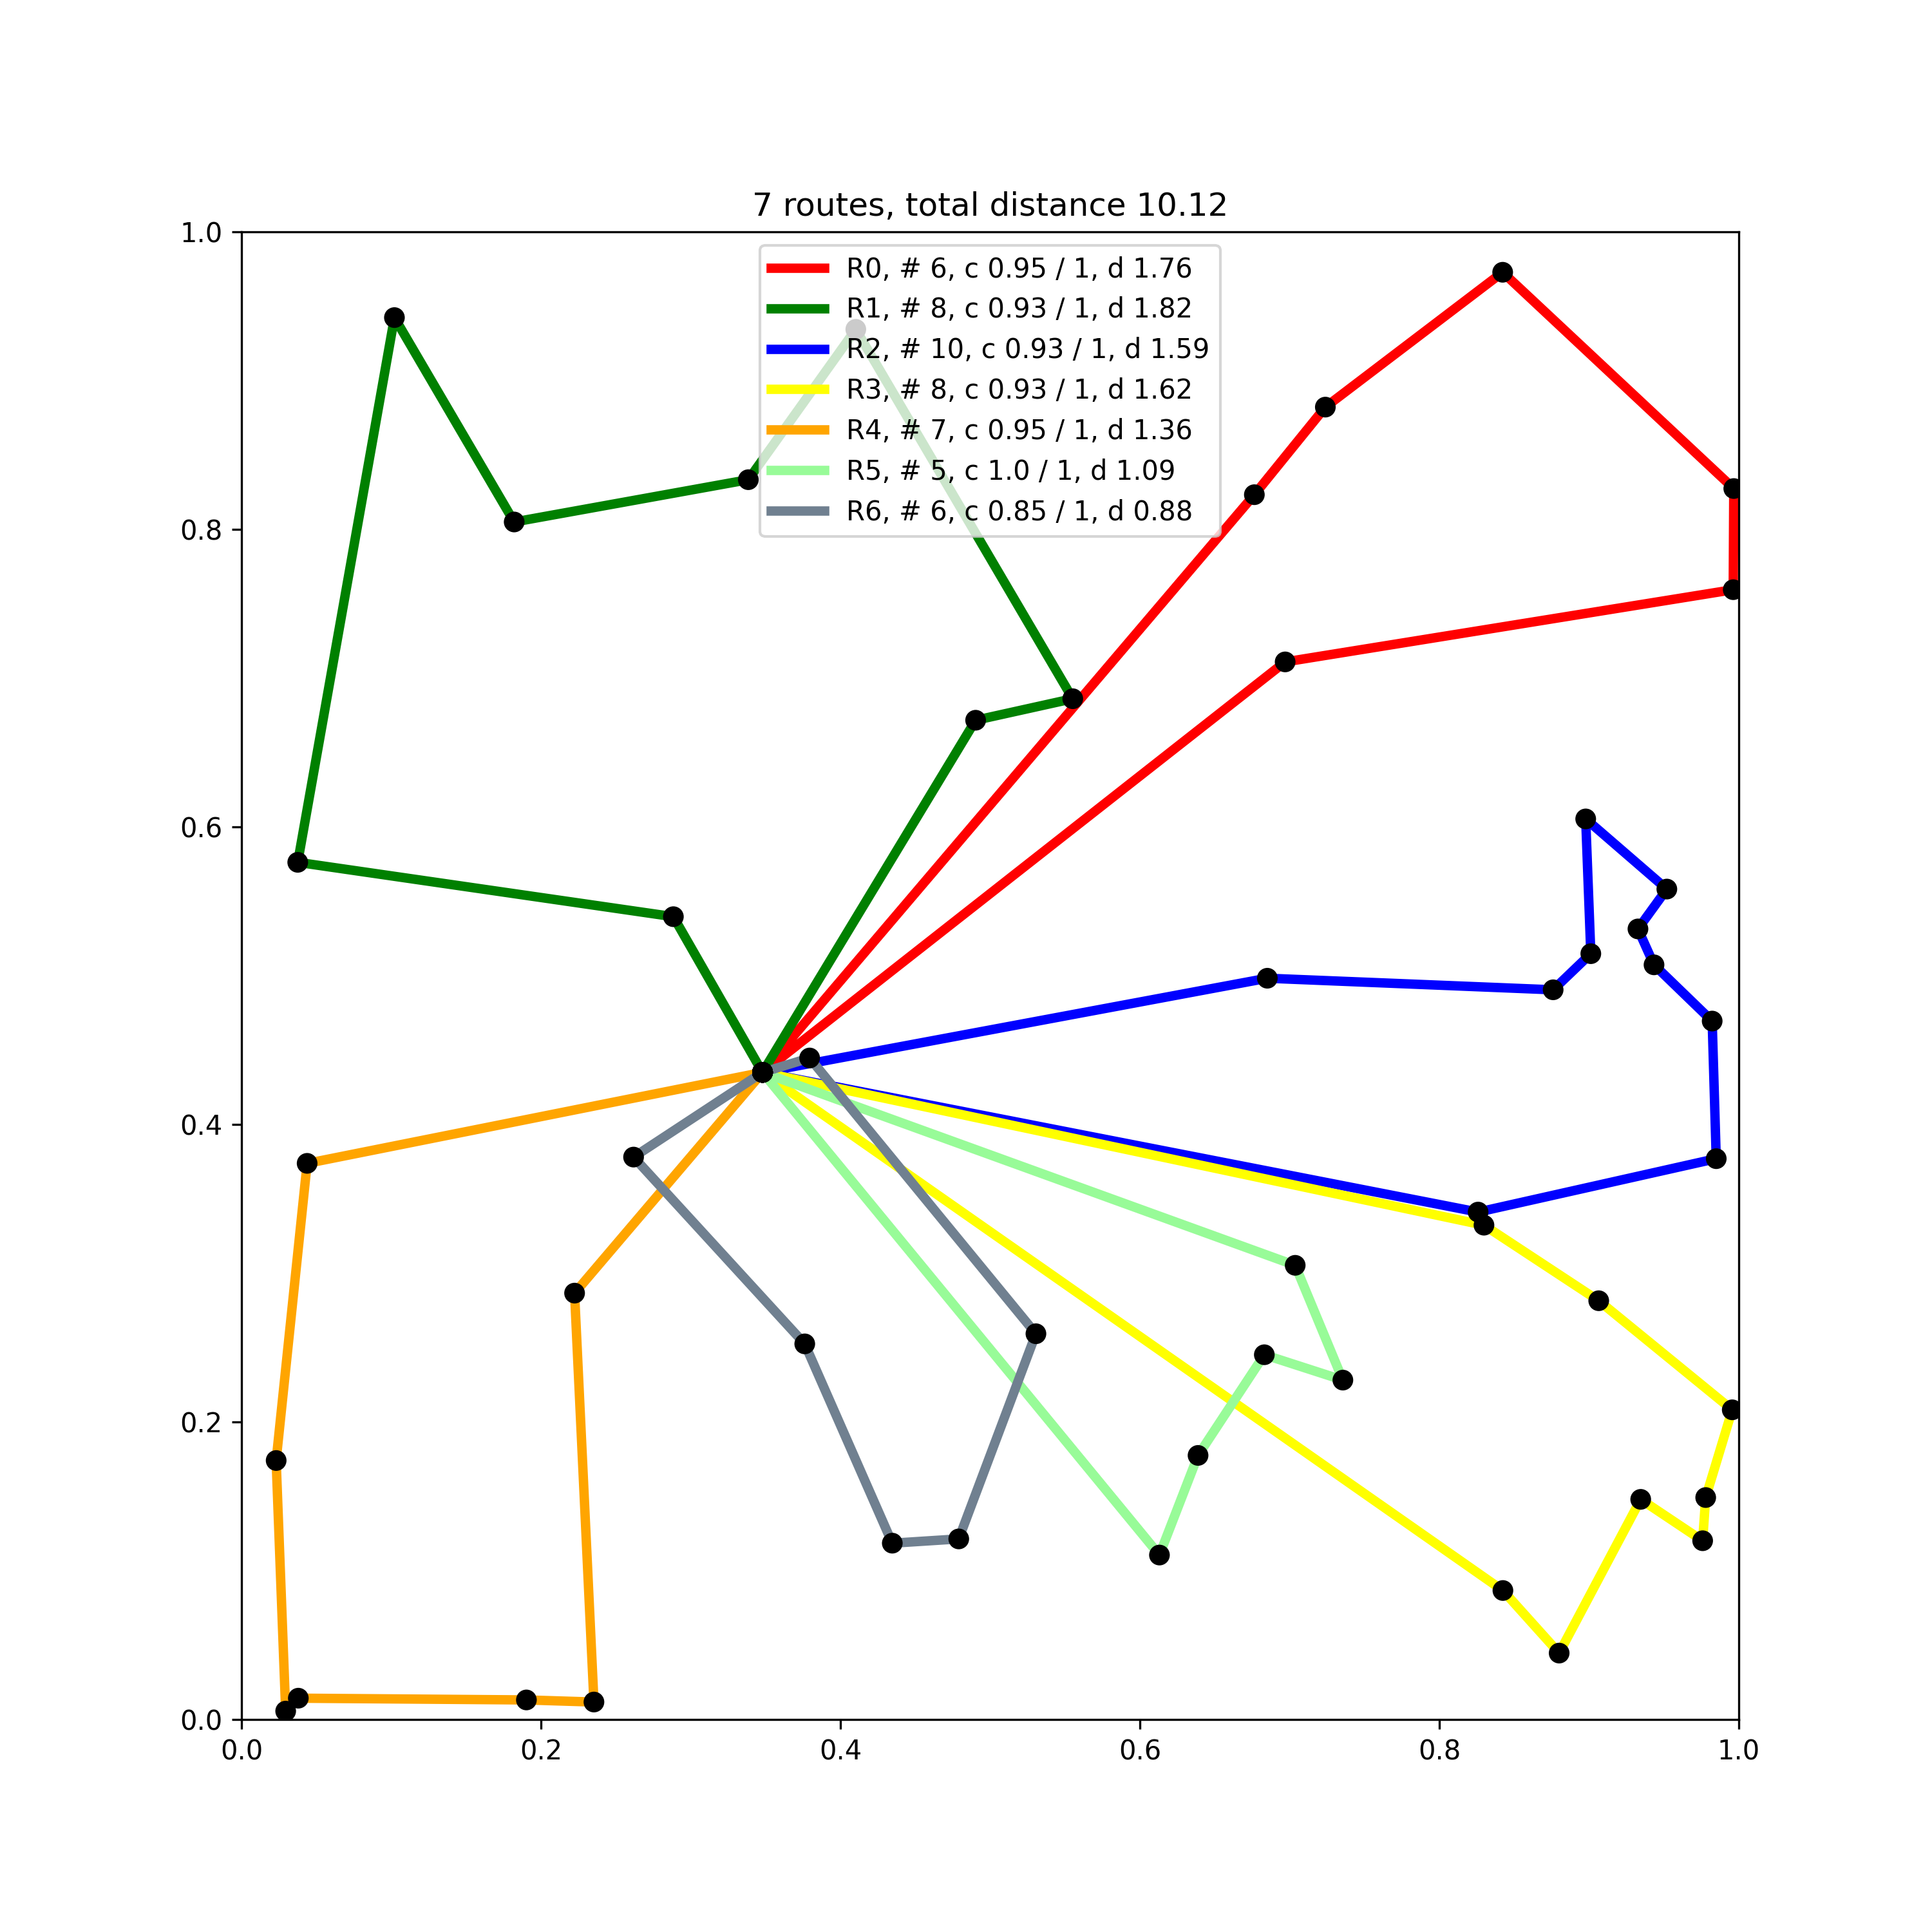 7 routes, total distance 10.12
1.0
R0, # 6, c 0.95 / 1, d 1.76
R1, # 8, c 0.93 / 1, d 1.82
R2, # 10, c 0.93 / 1, d 1.59
R3, # 8, c 0.93 / 1, d 1.62
R4, # 7, c 0.95 / 1, d 1.36
R5, # 5, c 1.0 / 1, d 1.09
R6, # 6, c 0.85 / 1, d 0.88
0.8
0.6
0.4
0.2
0.0
0.0 0.2 0.4 0.6 0.8 1.0